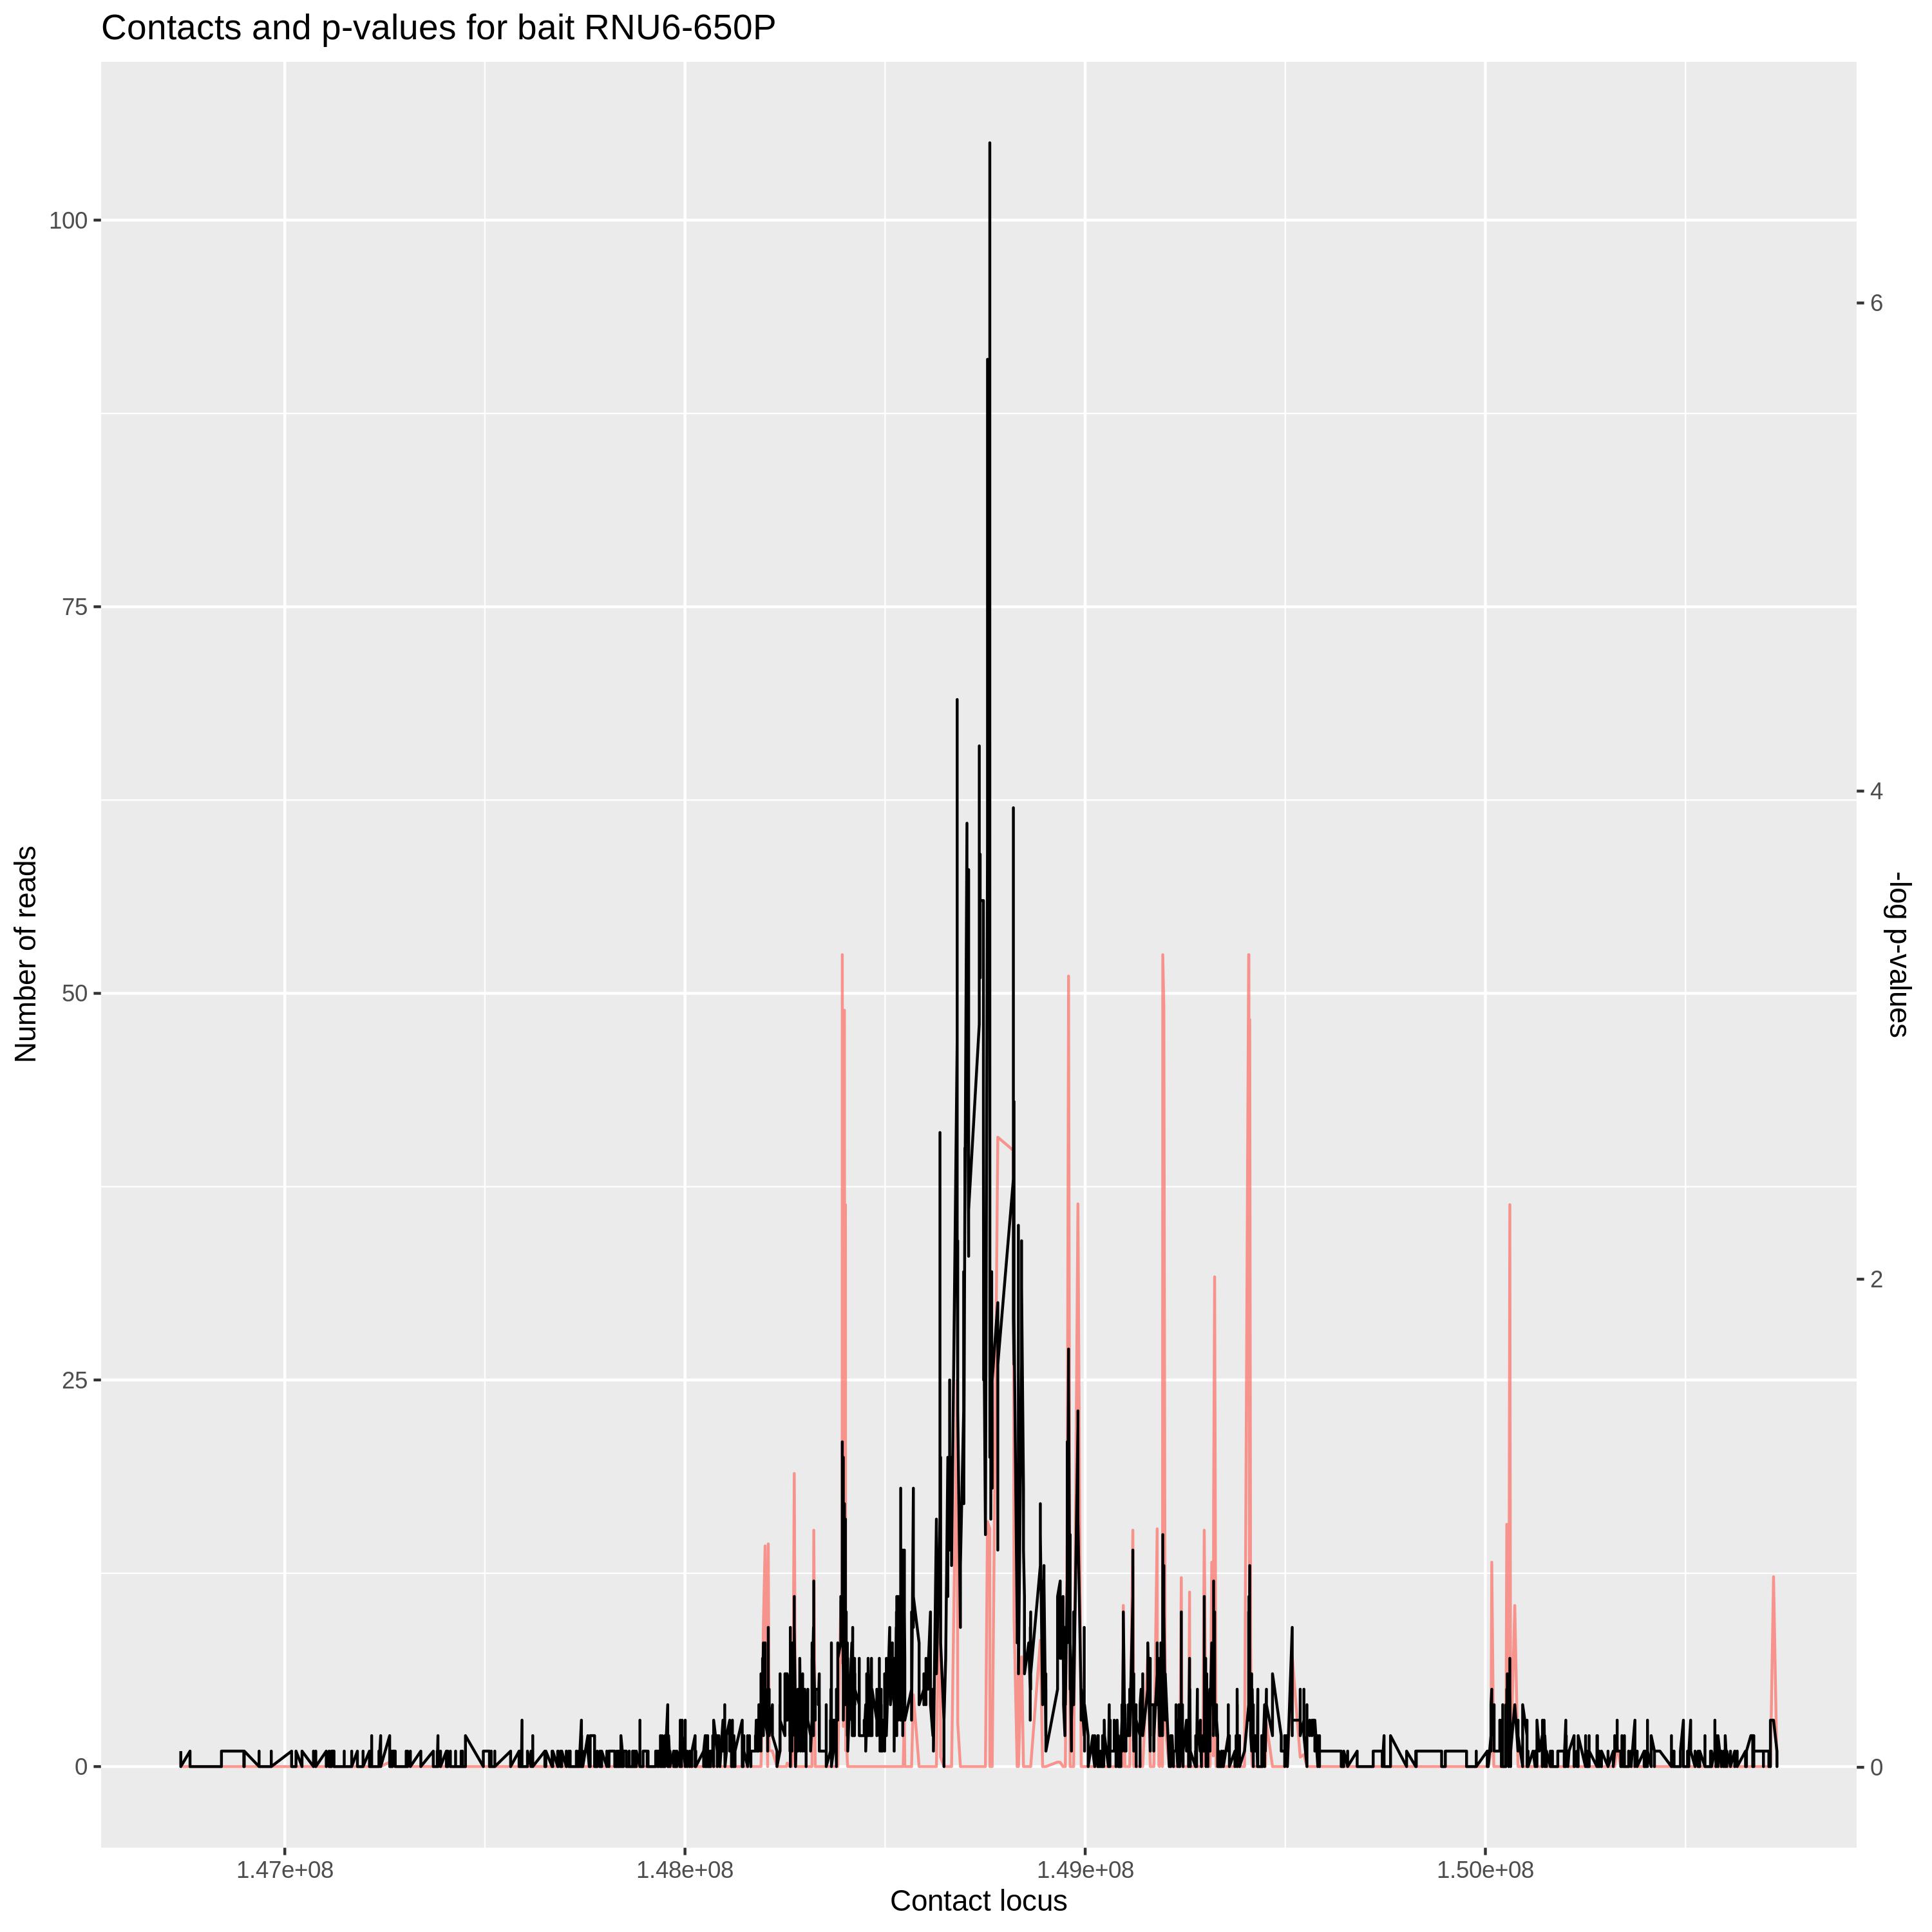 Contacts and p-values for bait RNU6-650P
100
75
50
25
0
Number of reads
6
4
2
0
-log p-values
1.47e+08
1.48e+08
1.49e+08
1.50e+08
Contact locus